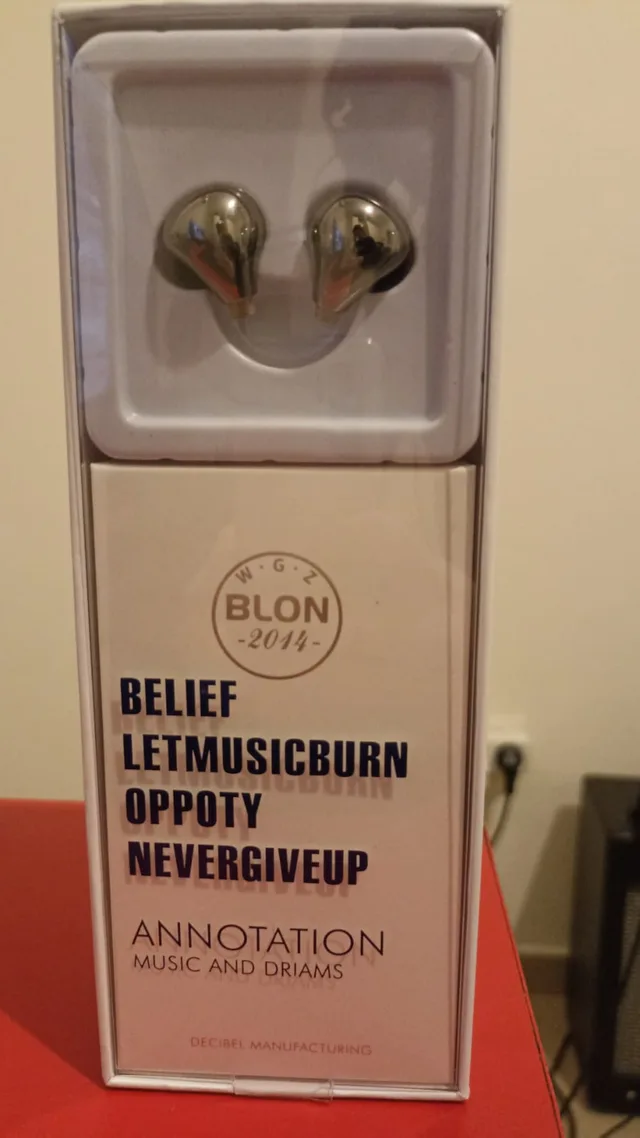 W·G·Z
BLON
-2014-
BELIEF
LETMUSICBURN
OPPOTY
NEVERGIVEUP
ANNOTATION
MUSIC AND DRIAMS
DECIBEL MANUFACTURING